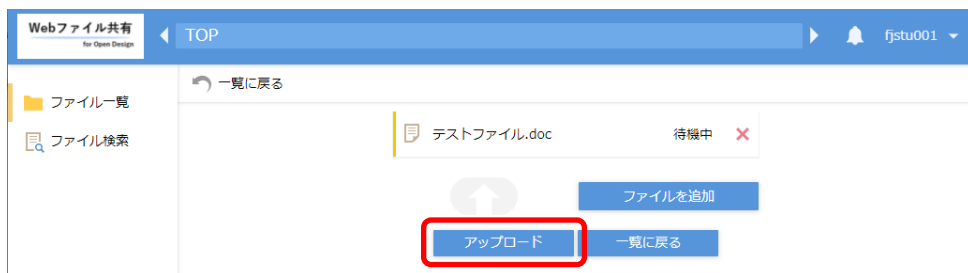 Webファイル共有
for Open Design
TOP
fjstu001
一覧に戻る
ファイル一覧
ファイル検索
テストファイル.doc 待機中
ファイルを追加
アップロード 一覧に戻る